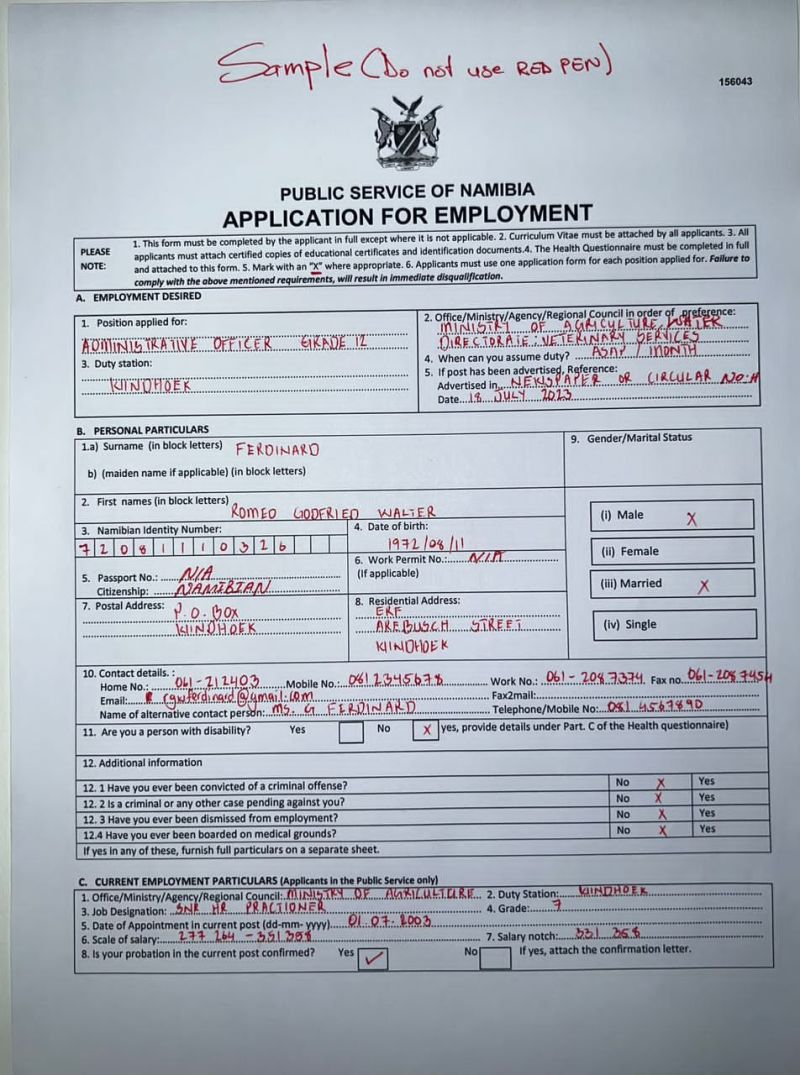 Sample (Do not use RED PEN)
156043
PUBLIC SERVICE OF NAMIBIA
APPLICATION FOR EMPLOYMENT
PLEASE NOTE: 1. This form must be completed by the applicant in full except where it is not applicable. 2. Curriculum Vitae must be attached by all applicants. 3. All
applicants must attach certified copies of educational certificates and identification documents.4. The Health Questionnaire must be completed in full
and attached to this form. 5. Mark with an "X" where appropriate. 6. Applicants must use one application form for each position applied for. Failure to
comply with the above mentioned requirements, will result in immediate disqualification.
A. EMPLOYMENT DESIRED
1. Position applied for:
ADMINISTRATIVE OFFICER GRADE 12
3. Duty station:
WINDHOEK
2. Office/Ministry/Agency/Regional Council in order of preference:
MINISTRY OF AGRICULTURE, WATER
DIRECTORAIE: VETERINARY SERVICES
4. When can you assume duty? ASAP / MONTH
5. If post has been advertised, Reference:
Advertised in NEWSPAPER OR CIRCULAR NO:
Date 18 JULY 2023
B. PERSONAL PARTICULARS
1.a) Surname (in block letters) FERDINARD
b) (maiden name if applicable) (in block letters)
2. First names (in block letters) ROMEO GODFRIED WALTER
3. Namibian Identity Number:
72081110326
4. Date of birth:
1972/08/11
5. Passport No.: N/A
Citizenship: NAMIBIAN
6. Work Permit No.: N/A
(If applicable)
7. Postal Address: P.O. BOX
WINDHOEK
8. Residential Address:
ERF
AREBUSCH STREET
WINDHOEK
9. Gender/Marital Status
(i) Male X
(ii) Female
(iii) Married X
(iv) Single
10. Contact details. :
Home No.: 061-212403 Mobile No.: 0812345678 Work No.: 061-2087374 Fax no. 061-2087454
Email: rgwferdinard@gmail.com Fax2mail:
Name of alternative contact person: MS. G FERDINARD Telephone/Mobile No: 081 4567890
11. Are you a person with disability? Yes No X yes, provide details under Part. C of the Health questionnaire)
12. Additional information
12. 1 Have you ever been convicted of a criminal offense? No X Yes
12. 2 Is a criminal or any other case pending against you? No X Yes
12. 3 Have you ever been dismissed from employment? No X Yes
12.4 Have you ever been boarded on medical grounds? No X Yes
If yes in any of these, furnish full particulars on a separate sheet.
C. CURRENT EMPLOYMENT PARTICULARS (Applicants in the Public Service only)
1. Office/Ministry/Agency/Regional Council: MINISTRY OF AGRICULTURE 2. Duty Station: WINDHOEK
3. Job Designation: SNR HR PRACTIONER 4. Grade: 7
5. Date of Appointment in current post (dd-mm- yyyy) 01.07.2003
6. Scale of salary: 277 264 - 331 358 7. Salary notch: 331 358
8. Is your probation in the current post confirmed? Yes ✓ No If yes, attach the confirmation letter.